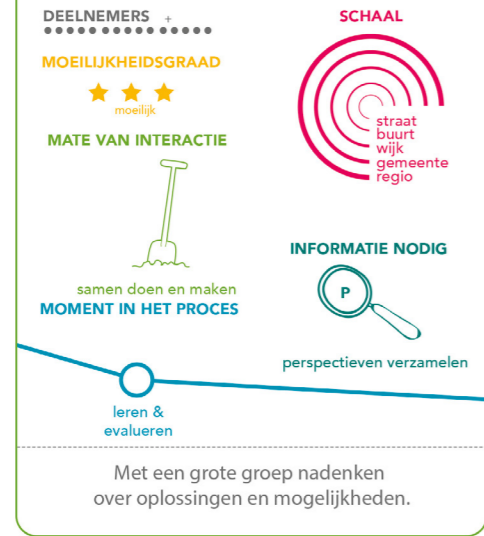 DEELNEMERS +
MOEILIJKHEIDSGRAAD
moeilijk
MATE VAN INTERACTIE
samen doen en maken
MOMENT IN HET PROCES
leren &
evalueren
SCHAAL
straat
buurt
wijk
gemeente
regio
INFORMATIE NODIG
P
perspectieven verzamelen
Met een grote groep nadenken
over oplossingen en mogelijkheden.